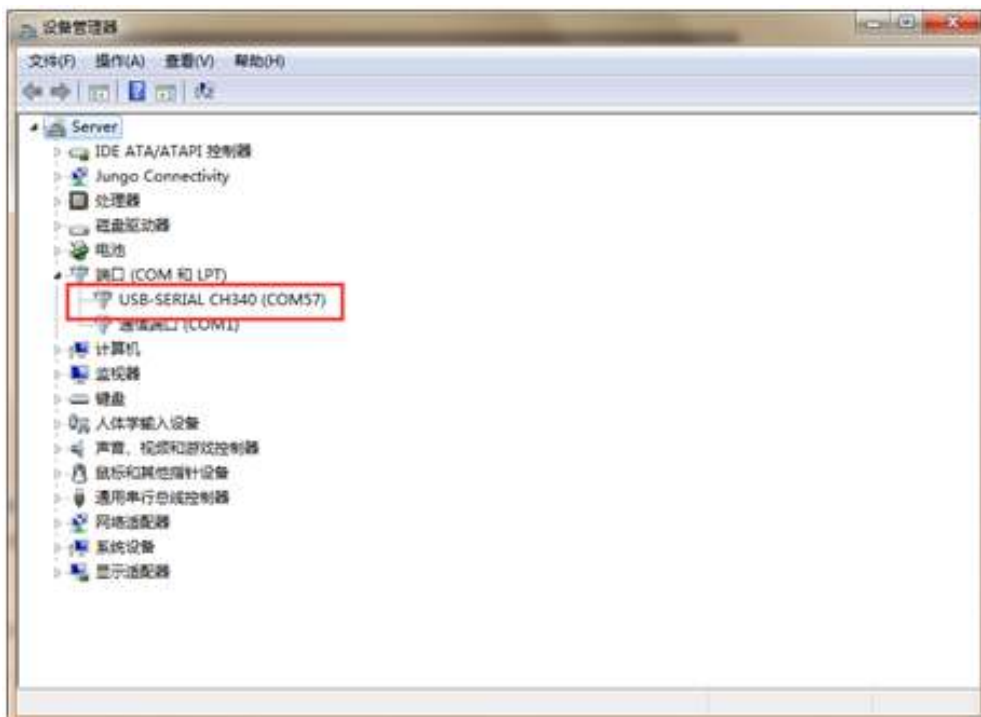 设备管理器
文件(F) 操作(A) 查看(V) 帮助(H)
Server
IDE ATA/ATAPI 控制器
Jungo Connectivity
处理器
磁盘驱动器
电池
端口 (COM 和 LPT)
USB-SERIAL CH340 (COM57)
通信端口 (COM1)
计算机
监视器
键盘
人体学输入设备
声音、视频和游戏控制器
鼠标和其他指针设备
通用串行总线控制器
网络适配器
系统设备
显示适配器